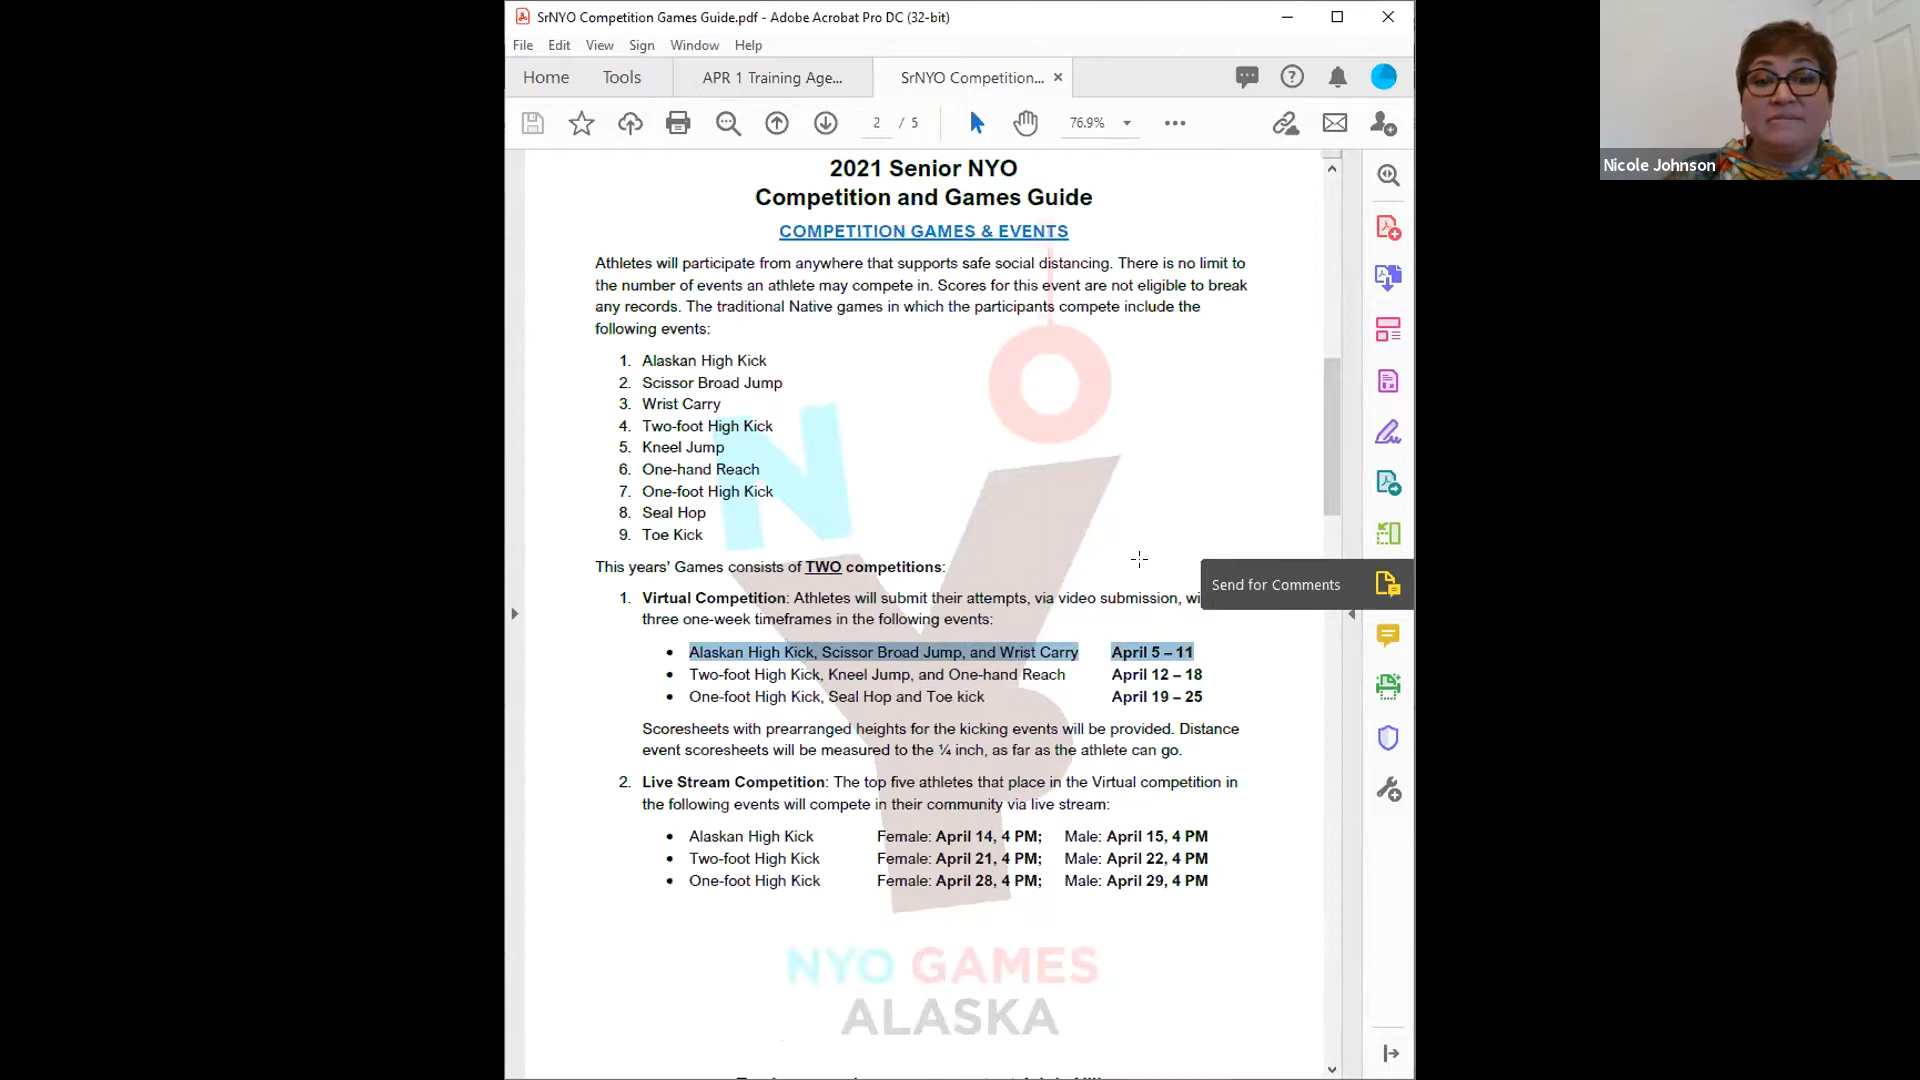 SrNYO Competition Games Guide.pdf - Adobe Acrobat Pro DC (32-bit)
File Edit View Sign Window Help
Home Tools APR 1 Training Age... SrNYO Competition...
2 / 5 76.9%
Nicole Johnson
2021 Senior NYO
Competition and Games Guide
COMPETITION GAMES & EVENTS
Athletes will participate from anywhere that supports safe social distancing. There is no limit to
the number of events an athlete may compete in. Scores for this event are not eligible to break
any records. The traditional Native games in which the participants compete include the
following events:
1. Alaskan High Kick
2. Scissor Broad Jump
3. Wrist Carry
4. Two-foot High Kick
5. Kneel Jump
6. One-hand Reach
7. One-foot High Kick
8. Seal Hop
9. Toe Kick
This years' Games consists of TWO competitions:
Send for Comments
1. Virtual Competition: Athletes will submit their attempts, via video submission,
three one-week timeframes in the following events:
• Alaskan High Kick, Scissor Broad Jump, and Wrist Carry April 5 – 11
• Two-foot High Kick, Kneel Jump, and One-hand Reach April 12 – 18
• One-foot High Kick, Seal Hop and Toe kick April 19 – 25
Scoresheets with prearranged heights for the kicking events will be provided. Distance
event scoresheets will be measured to the ¼ inch, as far as the athlete can go.
2. Live Stream Competition: The top five athletes that place in the Virtual competition in
the following events will compete in their community via live stream:
• Alaskan High Kick Female: April 14, 4 PM; Male: April 15, 4 PM
• Two-foot High Kick Female: April 21, 4 PM; Male: April 22, 4 PM
• One-foot High Kick Female: April 28, 4 PM; Male: April 29, 4 PM
NYO
NYO GAMES
ALASKA